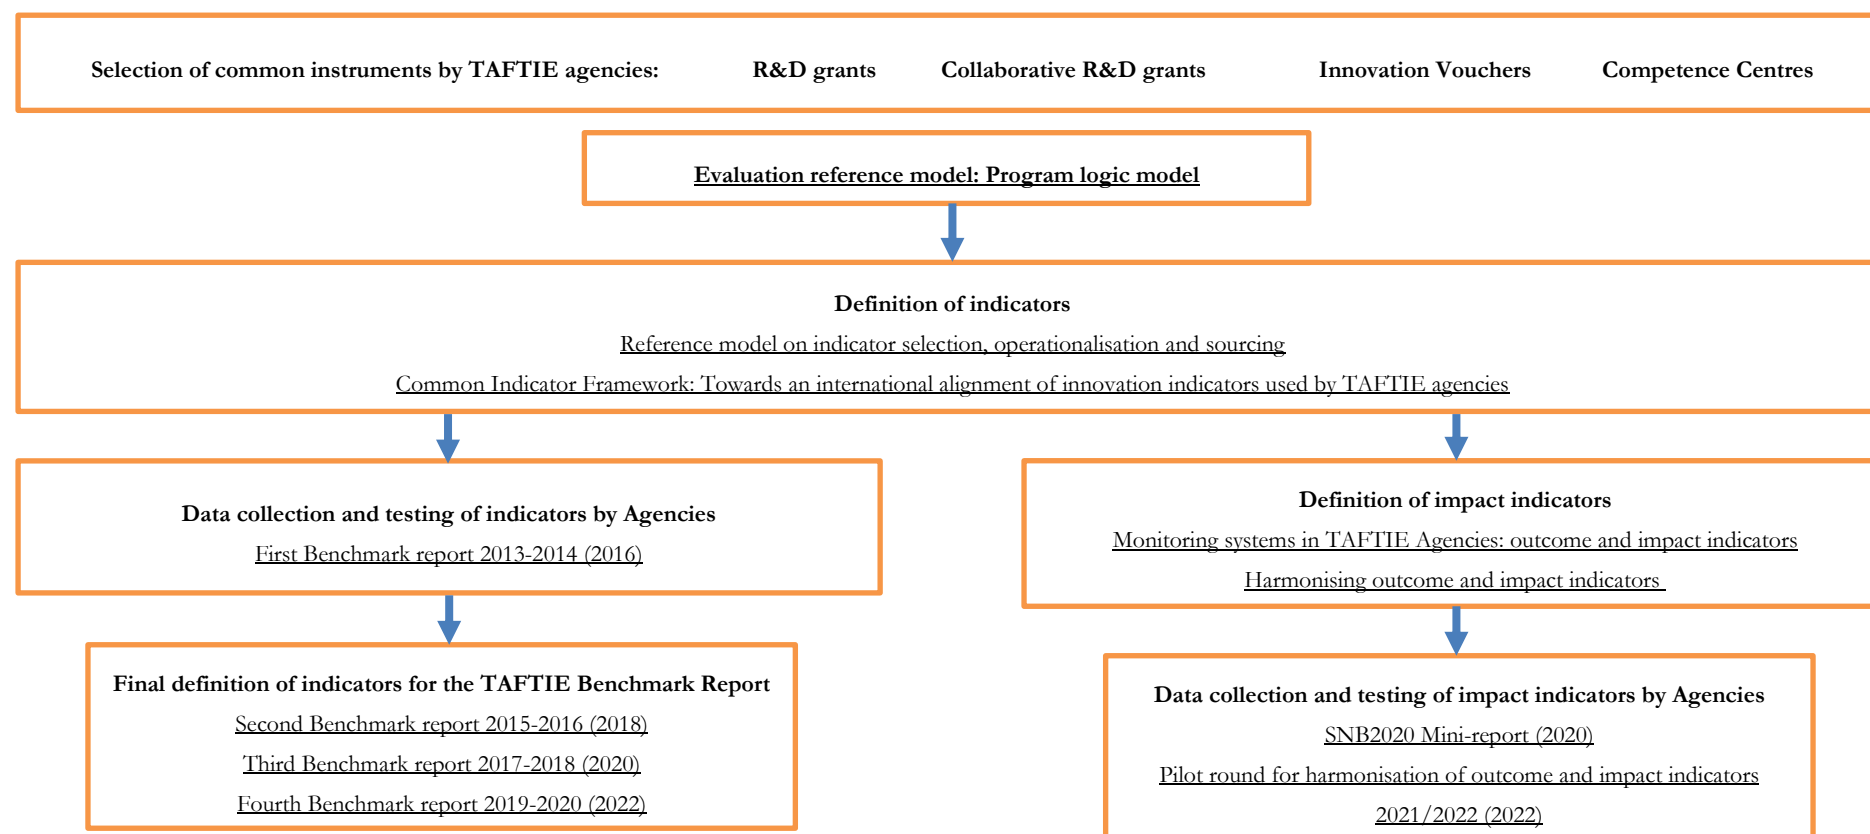 Selection of common instruments by TAFTIE agencies: R&D grants Collaborative R&D grants Innovation Vouchers Competence Centres
Evaluation reference model: Program logic model
Definition of indicators
Reference model on indicator selection, operationalisation and sourcing
Common Indicator Framework: Towards an international alignment of innovation indicators used by TAFTIE agencies
Data collection and testing of indicators by Agencies
First Benchmark report 2013-2014 (2016)
Definition of impact indicators
Monitoring systems in TAFTIE Agencies: outcome and impact indicators
Harmonising outcome and impact indicators
Final definition of indicators for the TAFTIE Benchmark Report
Second Benchmark report 2015-2016 (2018)
Third Benchmark report 2017-2018 (2020)
Fourth Benchmark report 2019-2020 (2022)
Data collection and testing of impact indicators by Agencies
SNB2020 Mini-report (2020)
Pilot round for harmonisation of outcome and impact indicators
2021/2022 (2022)